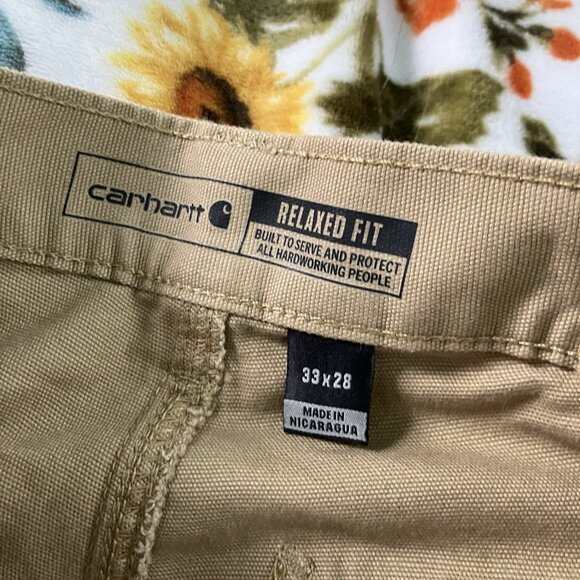 carhartt
RELAXED FIT
BUILT TO SERVE AND PROTECT
ALL HARDWORKING PEOPLE
33x28
MADE IN
NICARAGUA